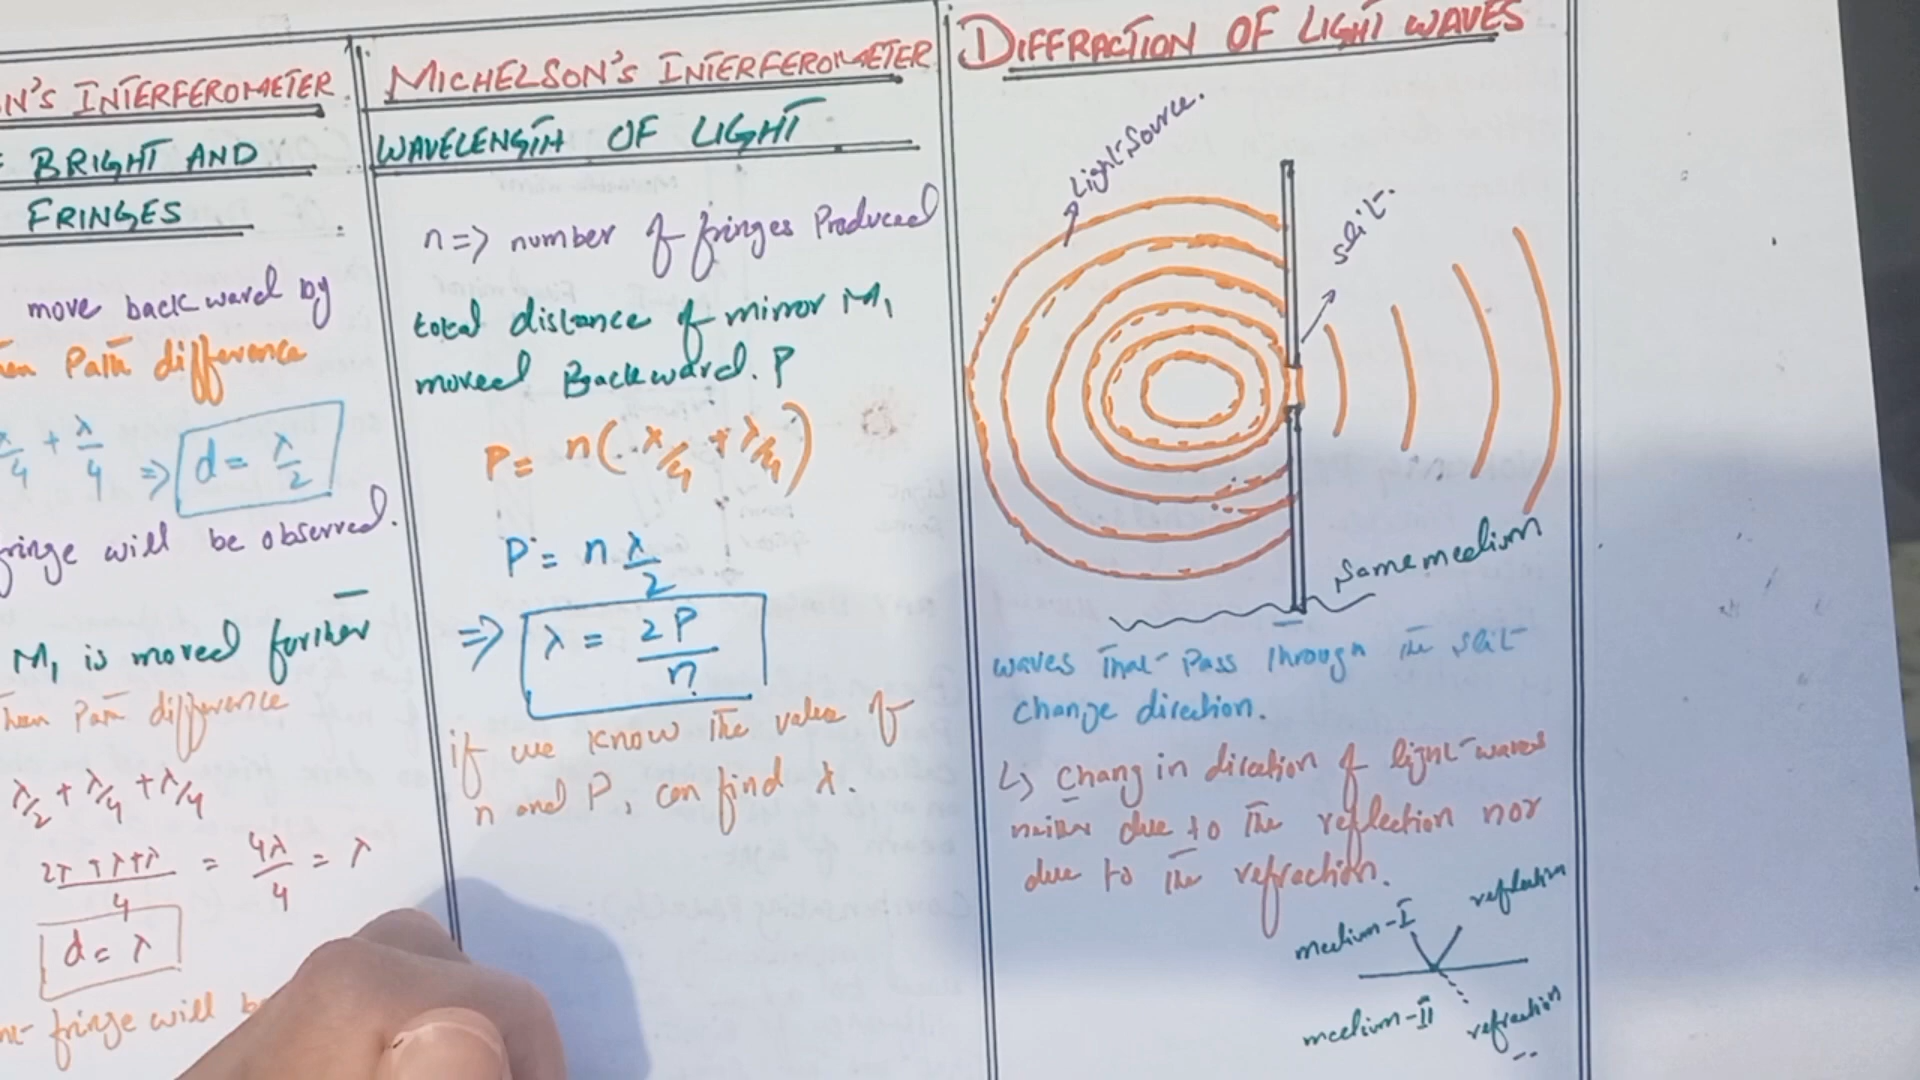 N'S INTERFEROMETER
BRIGHT AND
FRINGES
move backward by
Path difference
λ/4 + λ/4 => d = λ/2
fringe will be observed.
M₁ is moved further
Then Path difference
λ/2 + λ/4 + λ/4
2λ+λ+λ/4 = 4λ/4 = λ
d = λ
fringe will b
MICHELSON'S INTERFEROMETER
WAVELENGTH OF LIGHT
n => number of fringes Produced
total distance of mirror M₁
moved Backward. P
P = n(λ/4 + λ/4)
P = n λ/2
=> λ = 2P/n
if we know the value of
n and P, can find λ.
DIFFRACTION OF LIGHT WAVES
Light Source.
slit.
Same medium
waves that Pass through the slit
change direction.
↳ Chang in direction of light waves
neither due to the reflection nor
due to the refraction.
medium-I reflection
medium-II refraction